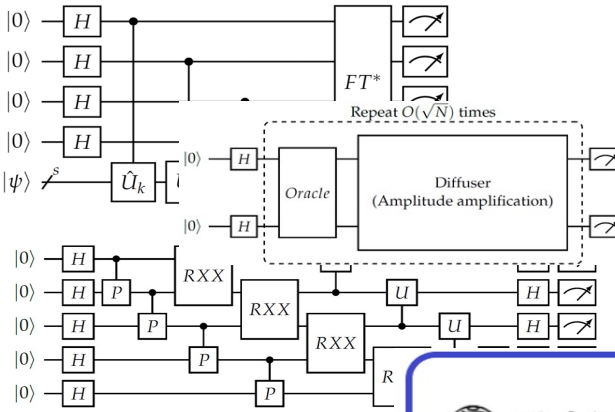 |0⟩ H
|0⟩ H
|0⟩ H FT*
|0⟩ H
|ψ⟩ s Û_k
Repeat O(√N) times
|0⟩ H
|0⟩ H
Oracle
Diffuser
(Amplitude amplification)
|0⟩ H RXX
|0⟩ H P RXX U H
|0⟩ H P RXX U H
|0⟩ H P R
|0⟩ H P